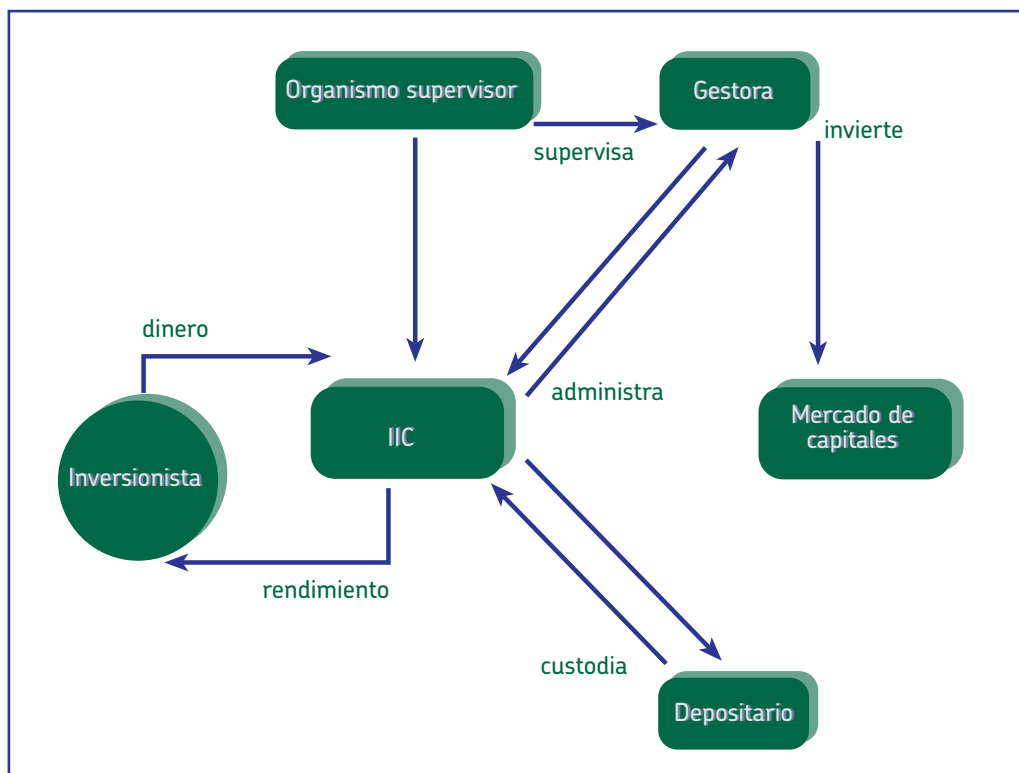 Organismo supervisor
Gestora
invierte
supervisa
dinero
administra
IIC
Mercado de
capitales
Inversionista
rendimiento
custodia
Depositario